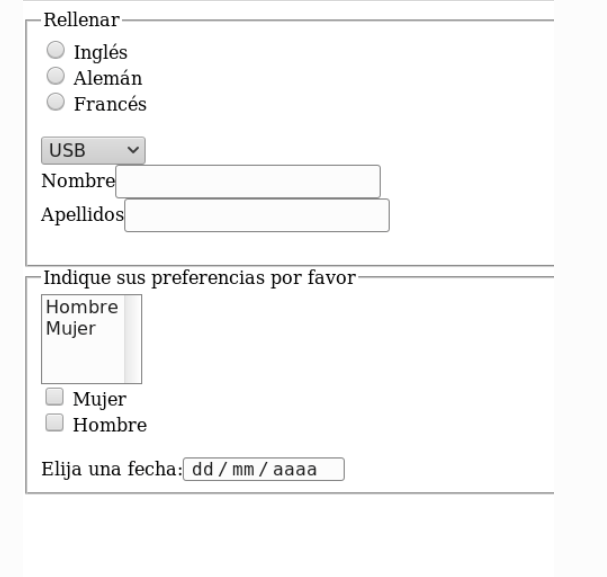 Rellenar
Inglés
Alemán
Francés
USB
Nombre
Apellidos
Indique sus preferencias por favor
Hombre
Mujer
Mujer
Hombre
Elija una fecha: dd / mm / aaaa